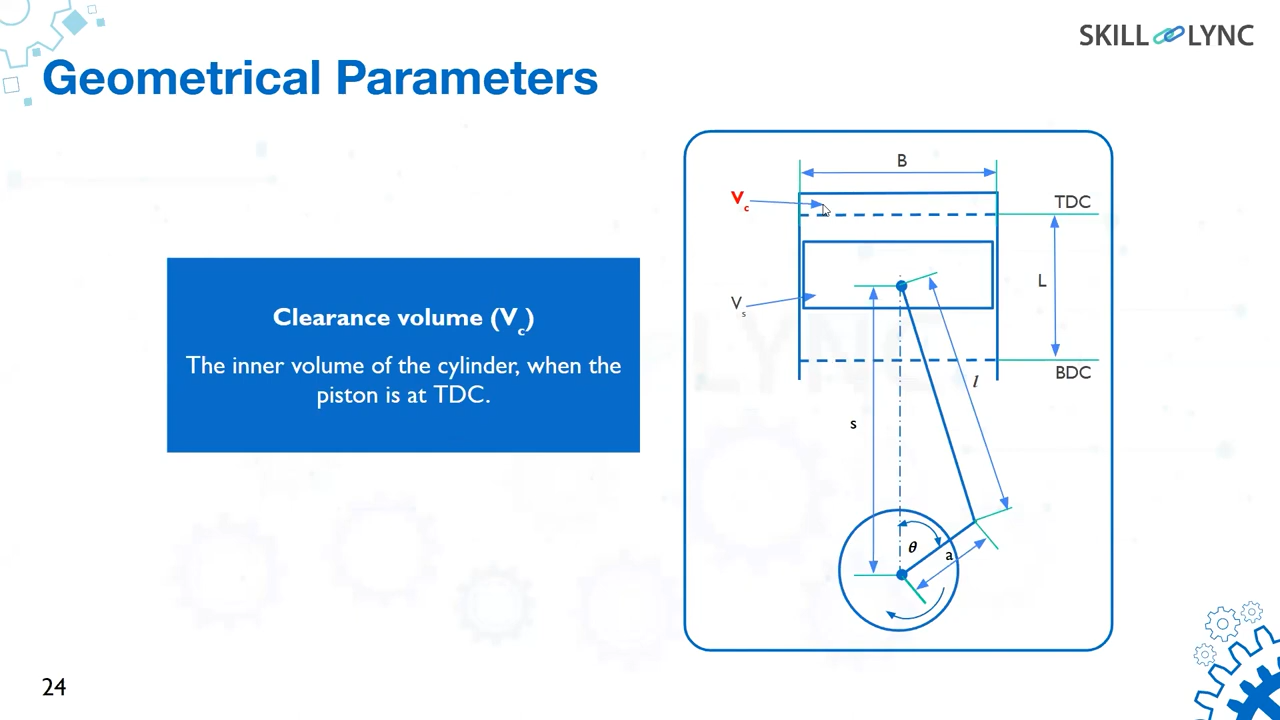 SKILL LYNC
Geometrical Parameters
B
Vc
TDC
L
Clearance volume (Vc)
Vs
The inner volume of the cylinder, when the
piston is at TDC.
BDC
l
s
θ
a
24